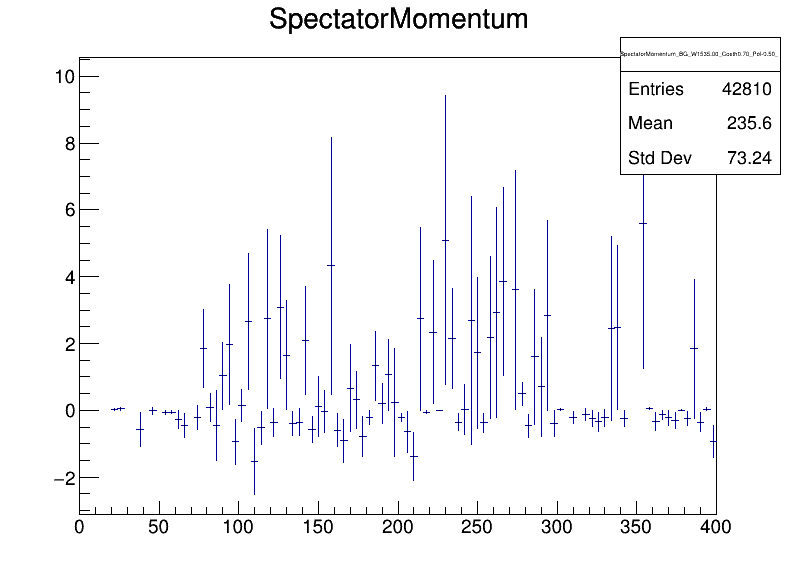 SpectatorMomentum
SpectatorMomentum_BG_W1535.00_Costh0.70_Pol-0.50_
Entries 42810
Mean 235.6
Std Dev 73.24
10
8
6
4
2
0
−2
0 50 100 150 200 250 300 350 400